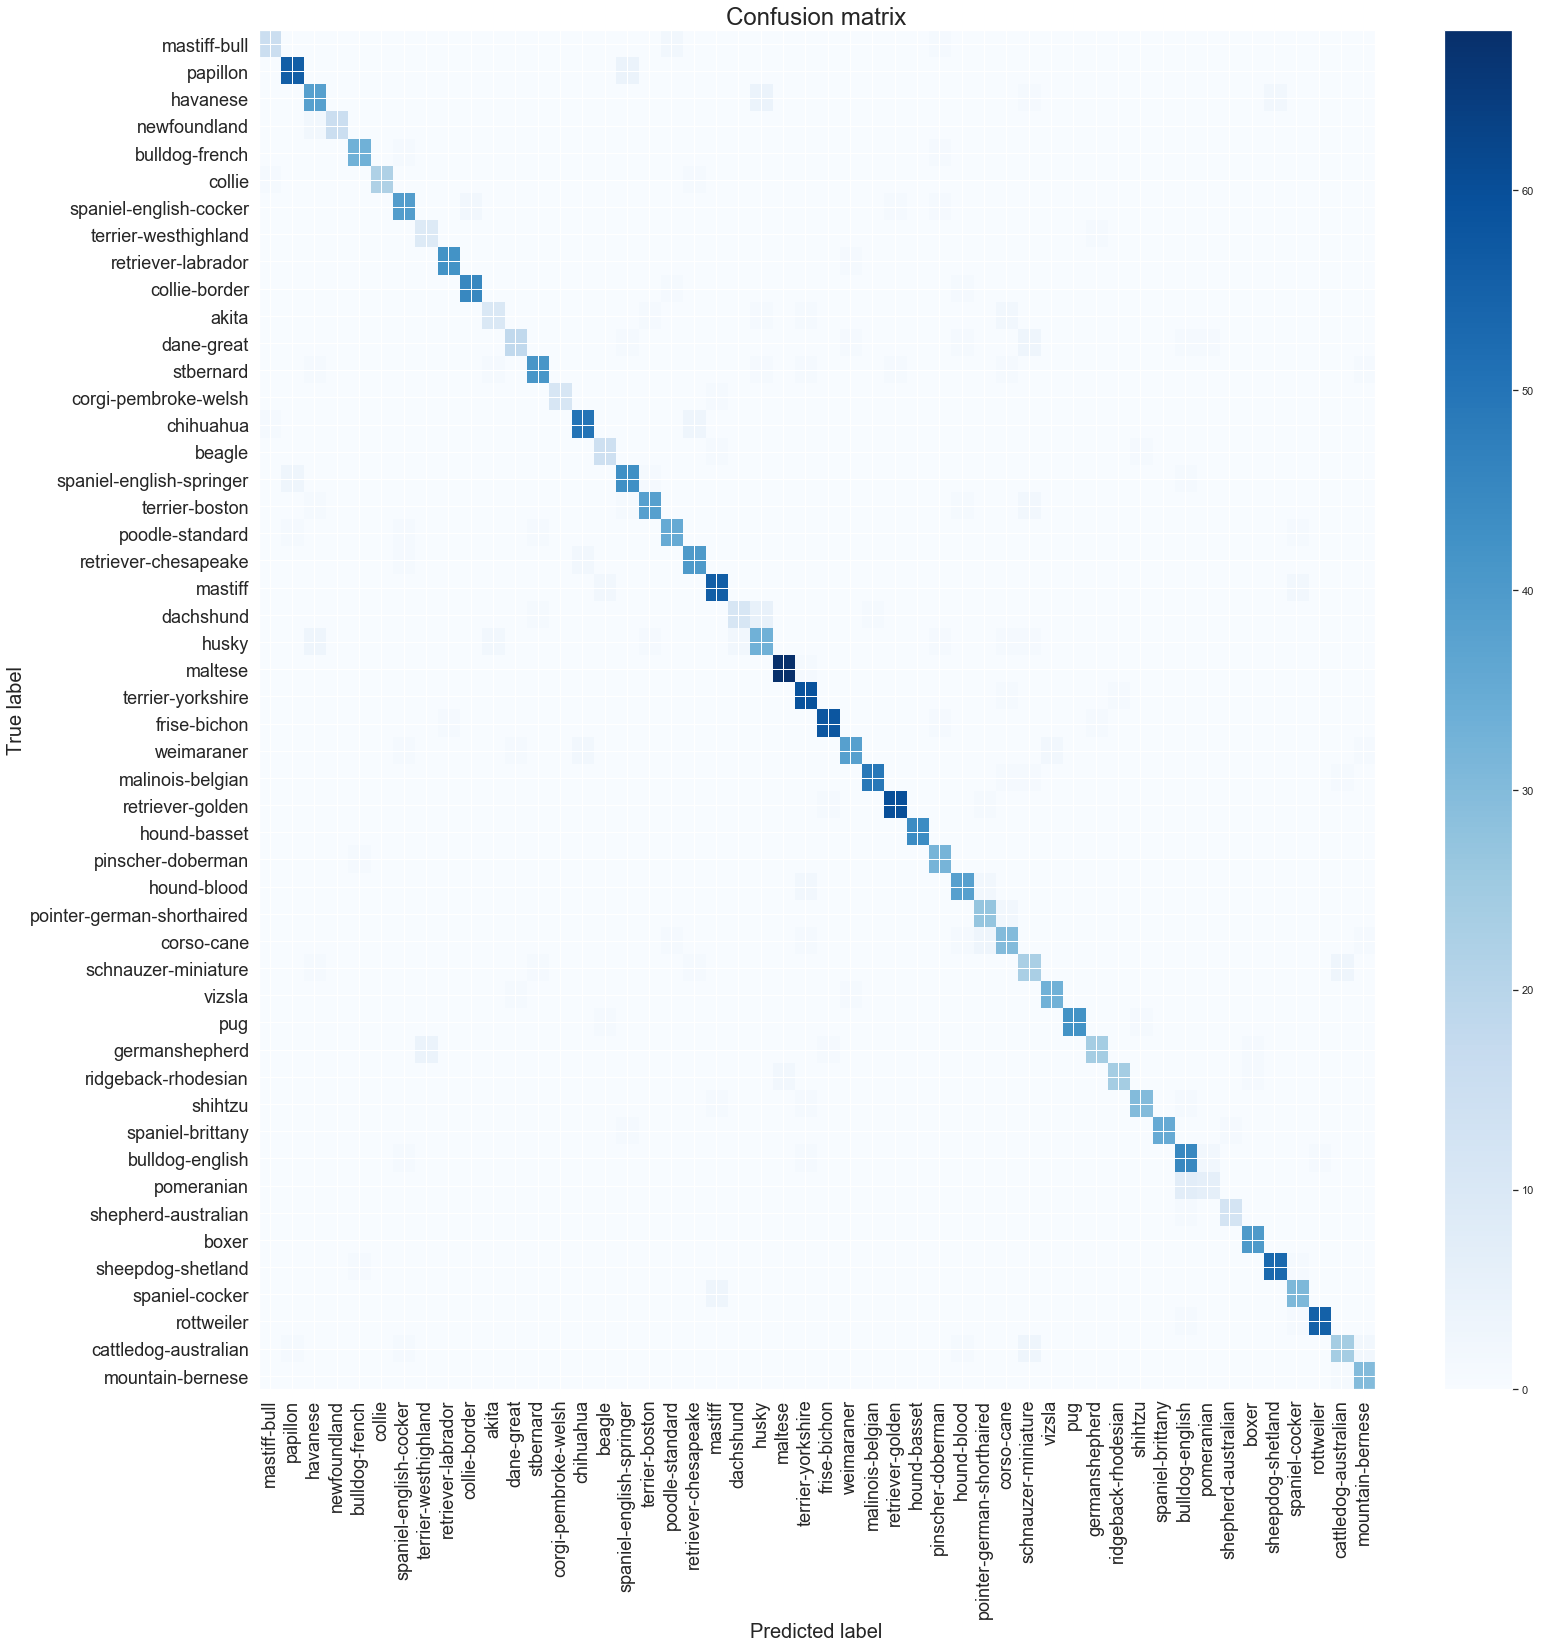 Confusion matrix
True label
mastiff-bull
papillon
havanese
newfoundland
bulldog-french
collie
spaniel-english-cocker
terrier-westhighland
retriever-labrador
collie-border
akita
dane-great
stbernard
corgi-pembroke-welsh
chihuahua
beagle
spaniel-english-springer
terrier-boston
poodle-standard
retriever-chesapeake
mastiff
dachshund
husky
maltese
terrier-yorkshire
frise-bichon
weimaraner
malinois-belgian
retriever-golden
hound-basset
pinscher-doberman
hound-blood
pointer-german-shorthaired
corso-cane
schnauzer-miniature
vizsla
pug
germanshepherd
ridgeback-rhodesian
shihtzu
spaniel-brittany
bulldog-english
pomeranian
shepherd-australian
boxer
sheepdog-shetland
spaniel-cocker
rottweiler
cattledog-australian
mountain-bernese
mastiff-bull
papillon
havanese
newfoundland
bulldog-french
collie
spaniel-english-cocker
terrier-westhighland
retriever-labrador
collie-border
akita
dane-great
stbernard
corgi-pembroke-welsh
chihuahua
beagle
spaniel-english-springer
terrier-boston
poodle-standard
retriever-chesapeake
mastiff
dachshund
husky
maltese
terrier-yorkshire
frise-bichon
weimaraner
malinois-belgian
retriever-golden
hound-basset
pinscher-doberman
hound-blood
pointer-german-shorthaired
corso-cane
schnauzer-miniature
vizsla
pug
germanshepherd
ridgeback-rhodesian
shihtzu
spaniel-brittany
bulldog-english
pomeranian
shepherd-australian
boxer
sheepdog-shetland
spaniel-cocker
rottweiler
cattledog-australian
mountain-bernese
Predicted label
60
50
40
30
20
10
0